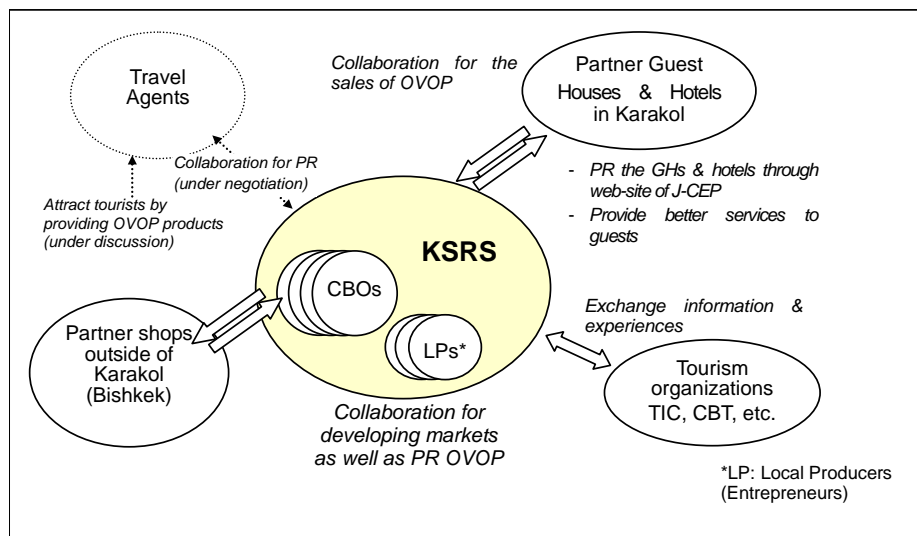 Travel
Agents
Collaboration for the
sales of OVOP
Partner Guest
Houses & Hotels
in Karakol
Collaboration for PR
(under negotiation)
Attract tourists by
providing OVOP products
(under discussion)
- PR the GHs & hotels through
web-site of J-CEP
- Provide better services to
guests
KSRS
CBOs
LPs*
Partner shops
outside of
Karakol
(Bishkek)
Exchange information &
experiences
Tourism
organizations
TIC, CBT, etc.
Collaboration for
developing markets
as well as PR OVOP
*LP: Local Producers
(Entrepreneurs)